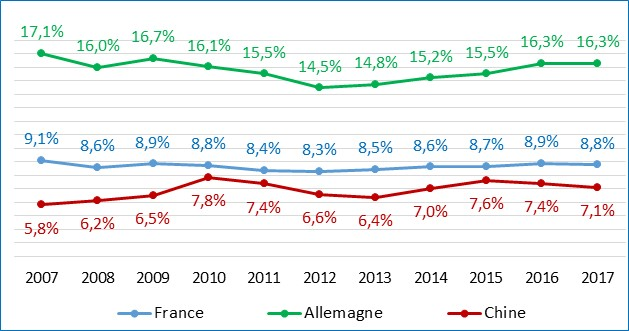 17,1% 16,0% 16,7% 16,1% 15,5% 14,5% 14,8% 15,2% 15,5% 16,3% 16,3%
9,1% 8,6% 8,9% 8,8% 8,4% 8,3% 8,5% 8,6% 8,7% 8,9% 8,8%
5,8% 6,2% 6,5% 7,8% 7,4% 6,6% 6,4% 7,0% 7,6% 7,4% 7,1%
2007 2008 2009 2010 2011 2012 2013 2014 2015 2016 2017
France Allemagne Chine